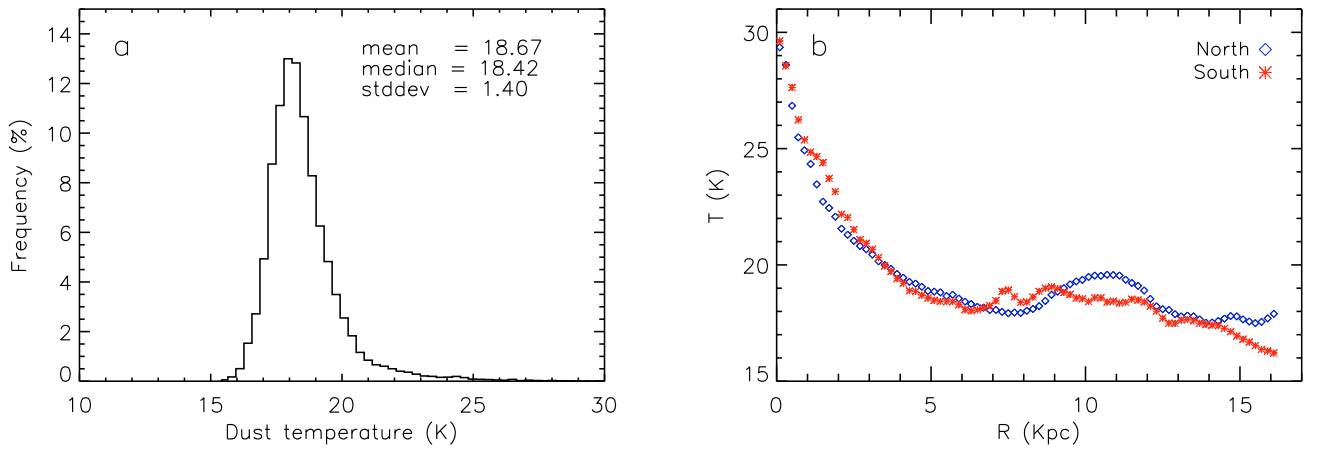 a
mean = 18.67
median = 18.42
stddev = 1.40
14
12
10
8
6
4
2
0
Frequency (%)
10 15 20 25 30
Dust temperature (K)
b
North
South
30
25
20
15
T (K)
0 5 10 15
R (Kpc)